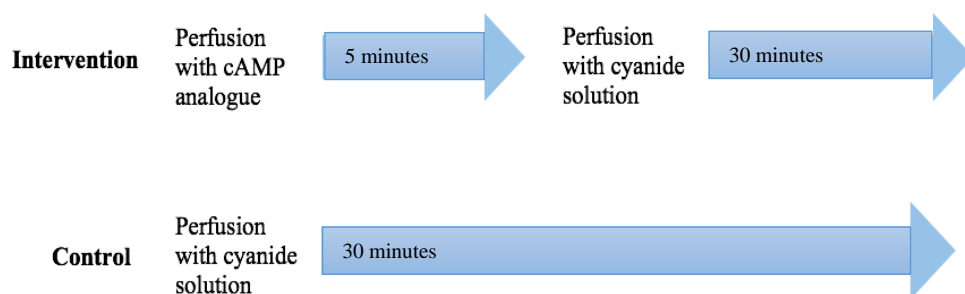 Intervention
Perfusion
with cAMP
analogue
5 minutes
Perfusion
with cyanide
solution
30 minutes
Control
Perfusion
with cyanide
solution
30 minutes